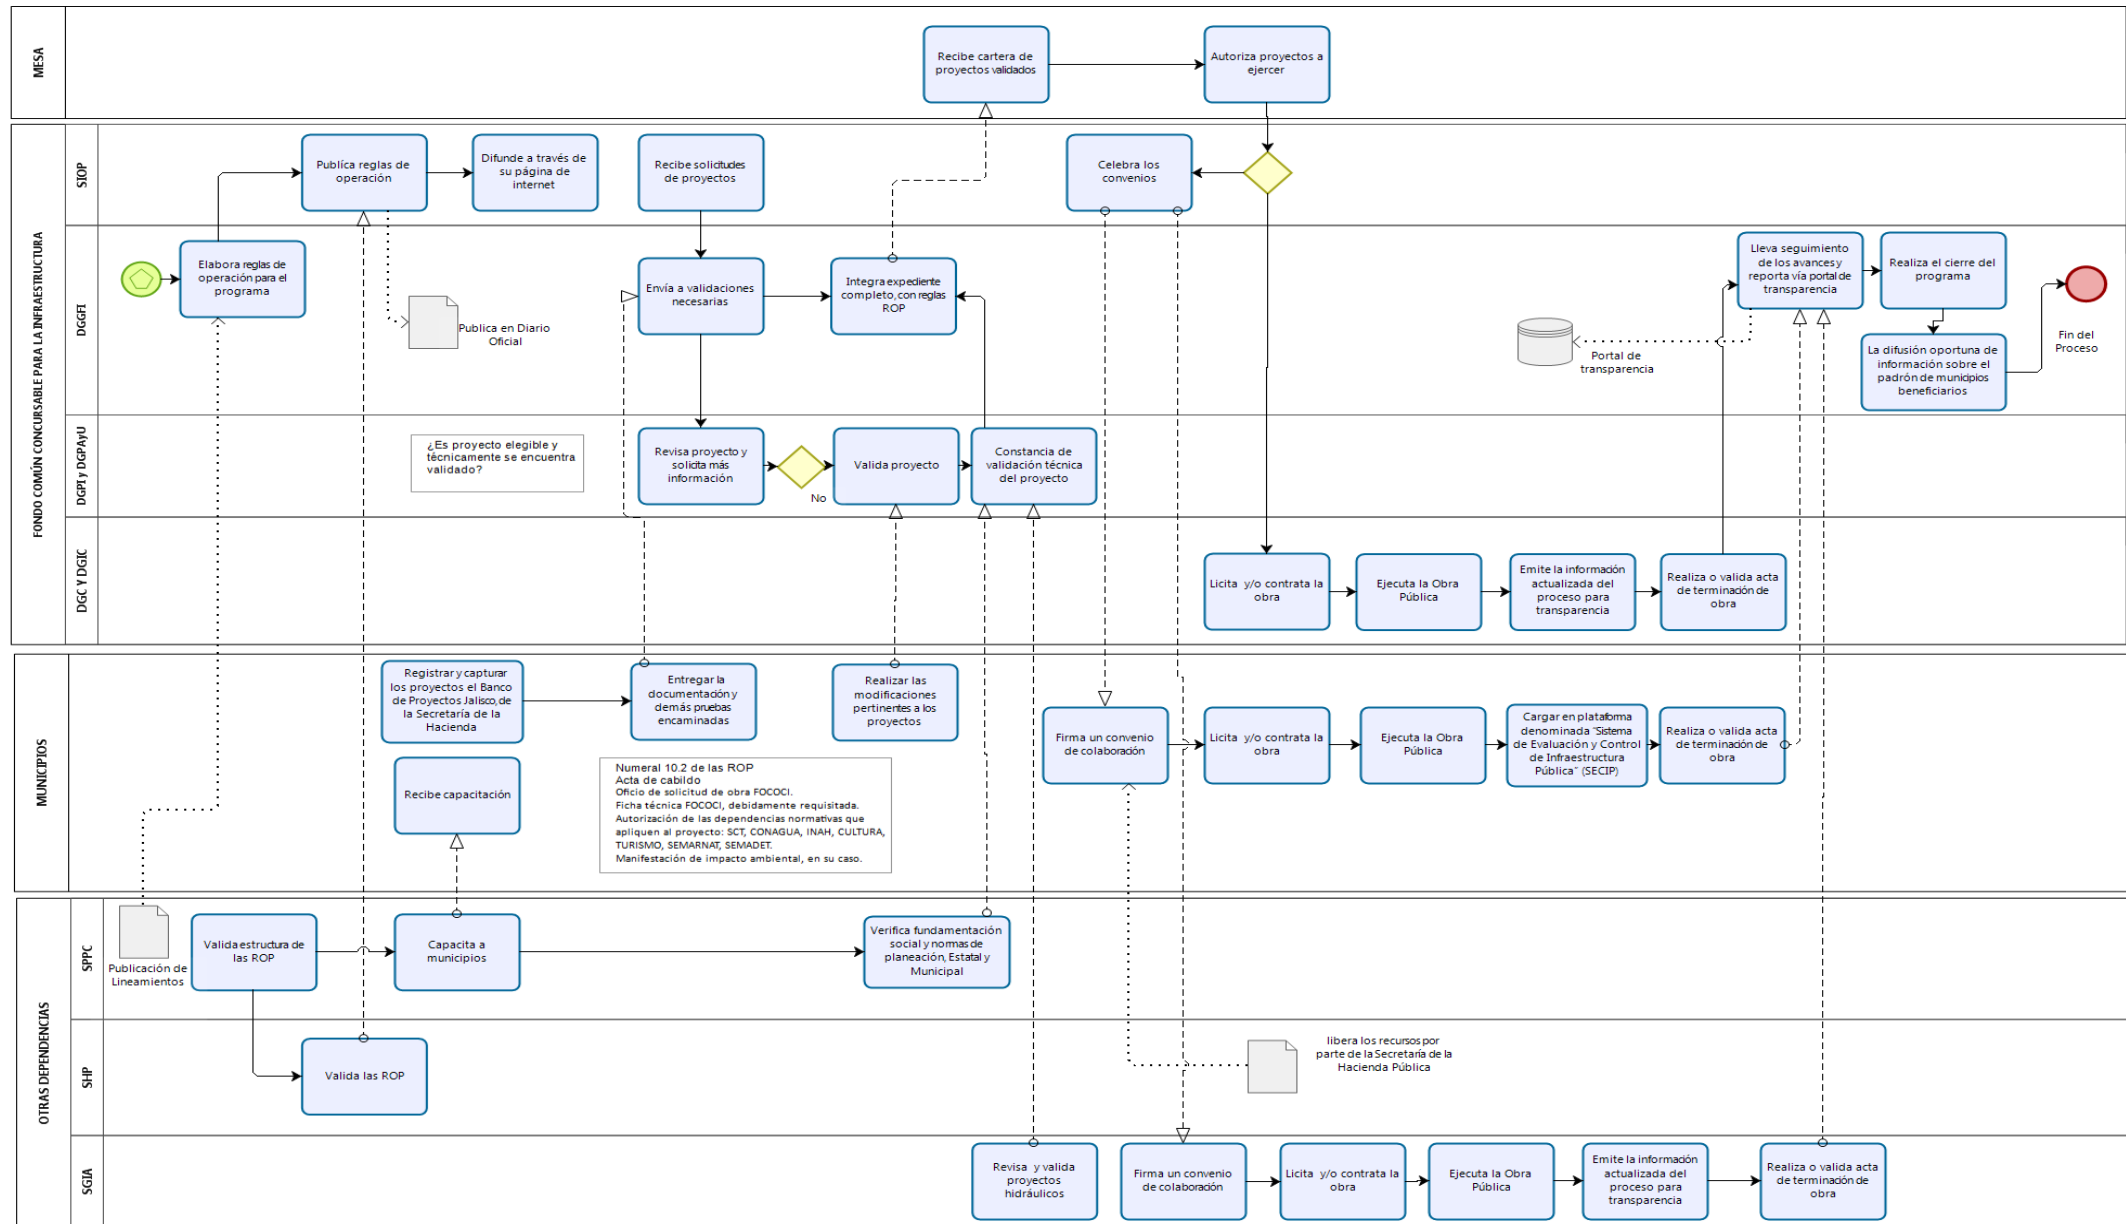 MESA
Recibe cartera de
proyectos validados
Autoriza proyectos a
ejercer
FONDO COMÚN CONCURSABLE PARA LA INFRAESTRUCTURA
SIOP
Publíca reglas de
operación
Difunde a través de
su página de
internet
Recibe solicitudes
de proyectos
Celebra los
convenios
DGGFI
Elabora reglas de
operación para el
programa
Publica en Diario
Oficial
Envía a validaciones
necesarias
Integra expediente
completo, con reglas
ROP
Portal de
transparencia
Lleva seguimiento
de los avances y
reporta vía portal de
transparencia
Realiza el cierre del
programa
La difusión oportuna de
información sobre el
padrón de municipios
beneficiarios
Fin del
Proceso
DGPI y DGPAyU
¿Es proyecto elegible y
técnicamente se encuentra
validado?
Revisa proyecto y
solicita más
información
No
Valida proyecto
Constancia de
validación técnica
del proyecto
DGC Y DGIC
Licita y/o contrata la
obra
Ejecuta la Obra
Pública
Emite la información
actualizada del
proceso para
transparencia
Realiza o valida acta
de terminación de
obra
MUNICIPIOS
Registrar y capturar
los proyectos el Banco
de Proyectos Jalisco, de
la Secretaría de la
Hacienda
Entregar la
documentación y
demás pruebas
encaminadas
Realizar las
modificaciones
pertinentes a los
proyectos
Recibe capacitación
Numeral 10.2 de las ROP
Acta de cabildo
Oficio de solicitud de obra FOCOCI.
Ficha técnica FOCOCI, debidamente requisitada.
Autorización de las dependencias normativas que
apliquen al proyecto: SCT, CONAGUA, INAH, CULTURA,
TURISMO, SEMARNAT, SEMADET.
Manifestación de impacto ambiental, en su caso.
Firma un convenio
de colaboración
Licita y/o contrata la
obra
Ejecuta la Obra
Pública
Cargar en plataforma
denominada "Sistema
de Evaluación y Control
de Infraestructura
Pública" (SECIP)
Realiza o valida acta
de terminación de
obra
OTRAS DEPENDENCIAS
SPPC
Publicación de
Lineamientos
Valida estructura de
las ROP
Capacita a
municipios
Verifica fundamentación
social y normas de
planeación, Estatal y
Municipal
SHP
Valida las ROP
libera los recursos por
parte de la Secretaría de la
Hacienda Pública
SGIA
Revisa y valida
proyectos
hidráulicos
Firma un convenio
de colaboración
Licita y/o contrata la
obra
Ejecuta la Obra
Pública
Emite la información
actualizada del
proceso para
transparencia
Realiza o valida acta
de terminación de
obra